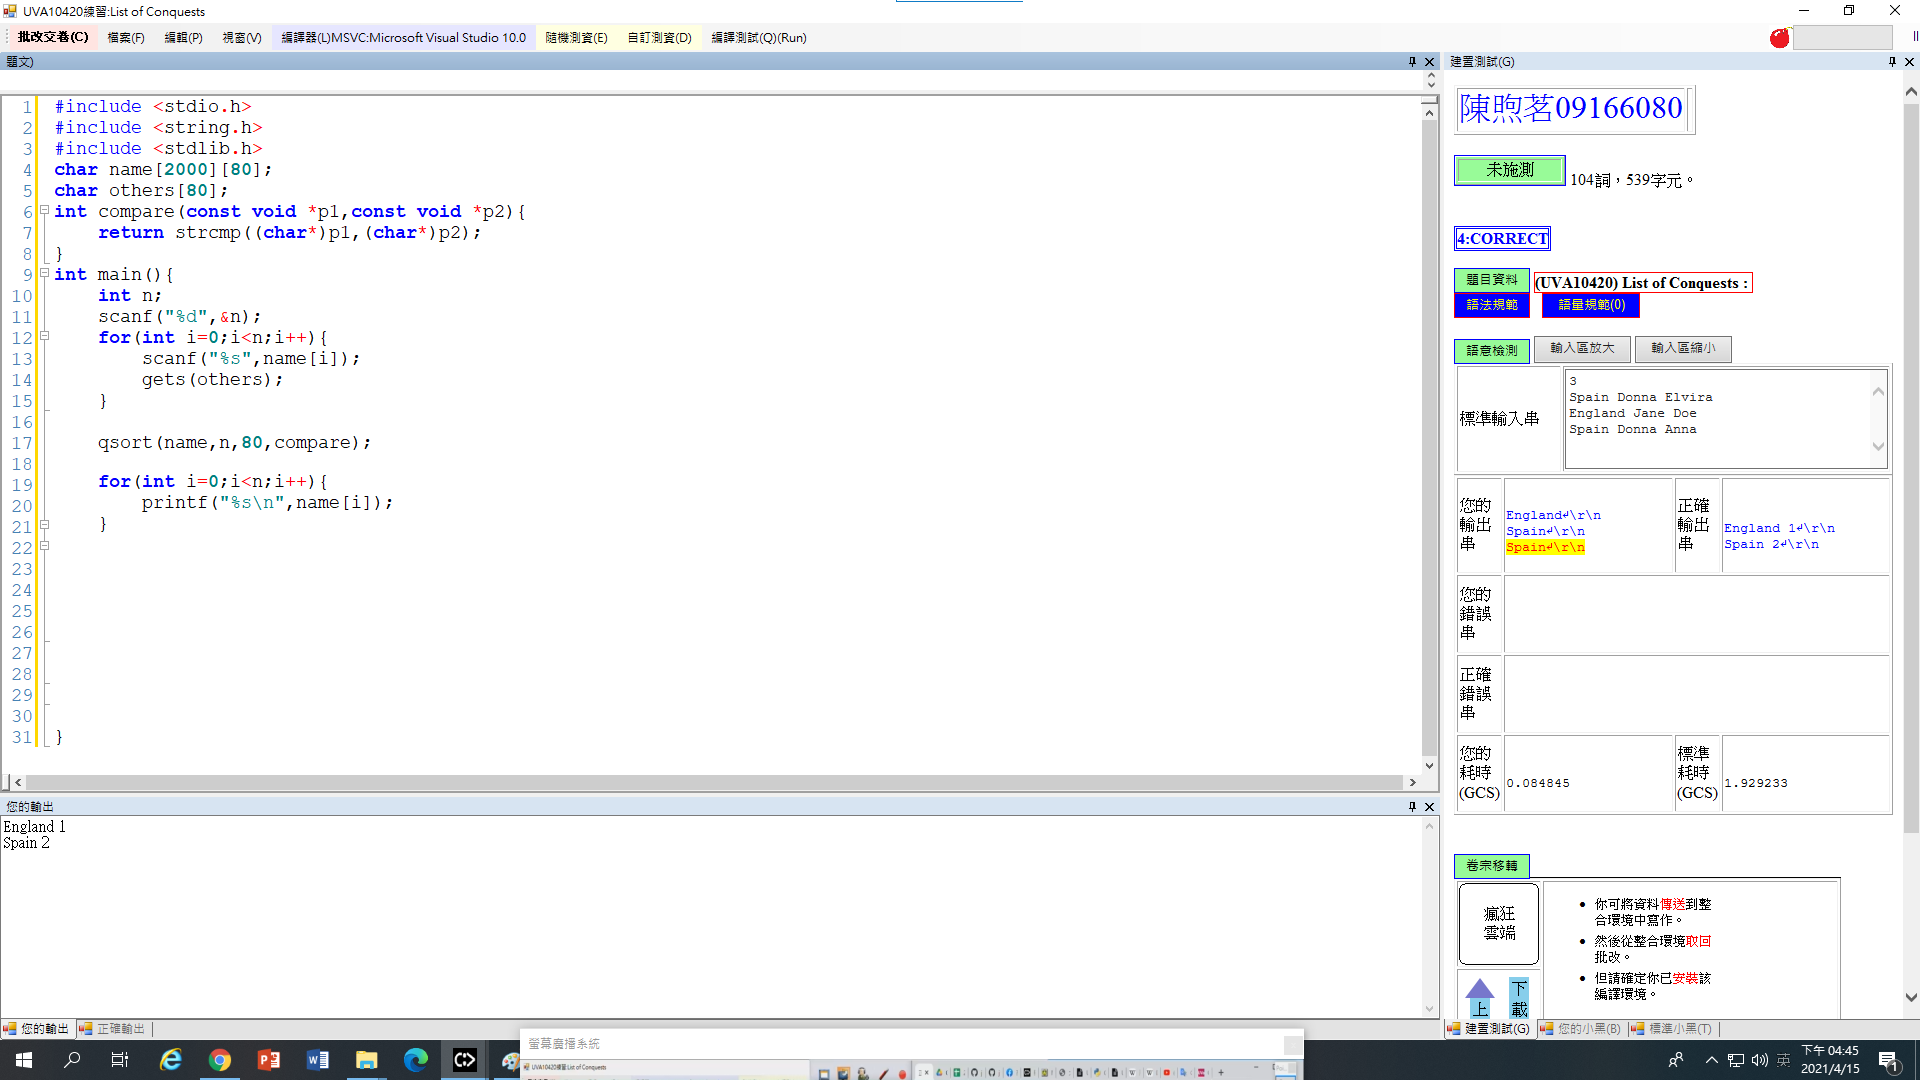 UVA10420練習:List of Conquests
批改交卷(C) 檔案(F) 編輯(P) 視窗(V) 編譯器(L)MSVC:Microsoft Visual Studio 10.0 隨機測資(E) 自訂測資(D) 編譯測試(Q)(Run)
題文)
1 #include <stdio.h>
2 #include <string.h>
3 #include <stdlib.h>
4 char name[2000][80];
5 char others[80];
6 int compare(const void *p1,const void *p2){
7 return strcmp((char*)p1,(char*)p2);
8 }
9 int main(){
10 int n;
11 scanf("%d",&n);
12 for(int i=0;i<n;i++){
13 scanf("%s",name[i]);
14 gets(others);
15 }
16
17 qsort(name,n,80,compare);
18
19 for(int i=0;i<n;i++){
20 printf("%s\n",name[i]);
21 }
22
23
24
25
26
27
28
29
30
31 }
您的輸出
England 1
Spain 2
您的輸出 正確輸出
建置測試(G)
陳煦茗09166080
未施測 104詞，539字元。
4:CORRECT
題目資料 (UVA10420) List of Conquests :
語法規範 語量規範(0)
語意檢測 輸入區放大 輸入區縮小
標準輸入串
3
Spain Donna Elvira
England Jane Doe
Spain Donna Anna
您的輸出串
England↵\r\n
Spain↵\r\n
Spain↵\r\n
正確輸出串
England 1↵\r\n
Spain 2↵\r\n
您的錯誤串
正確錯誤串
您的耗時(GCS) 0.084845 標準耗時(GCS) 1.929233
卷宗移轉
瘋狂雲端
你可將資料傳送到整
合環境中寫作。
然後從整合環境取回
批改。
但請確定你已安裝該
編譯環境。
上 下載
建置測試(G) 您的小黑(B) 標準小黑(T)
螢幕廣播系統
UVA10420練習:List of Conquests
英
下午 04:45
2021/4/15
1